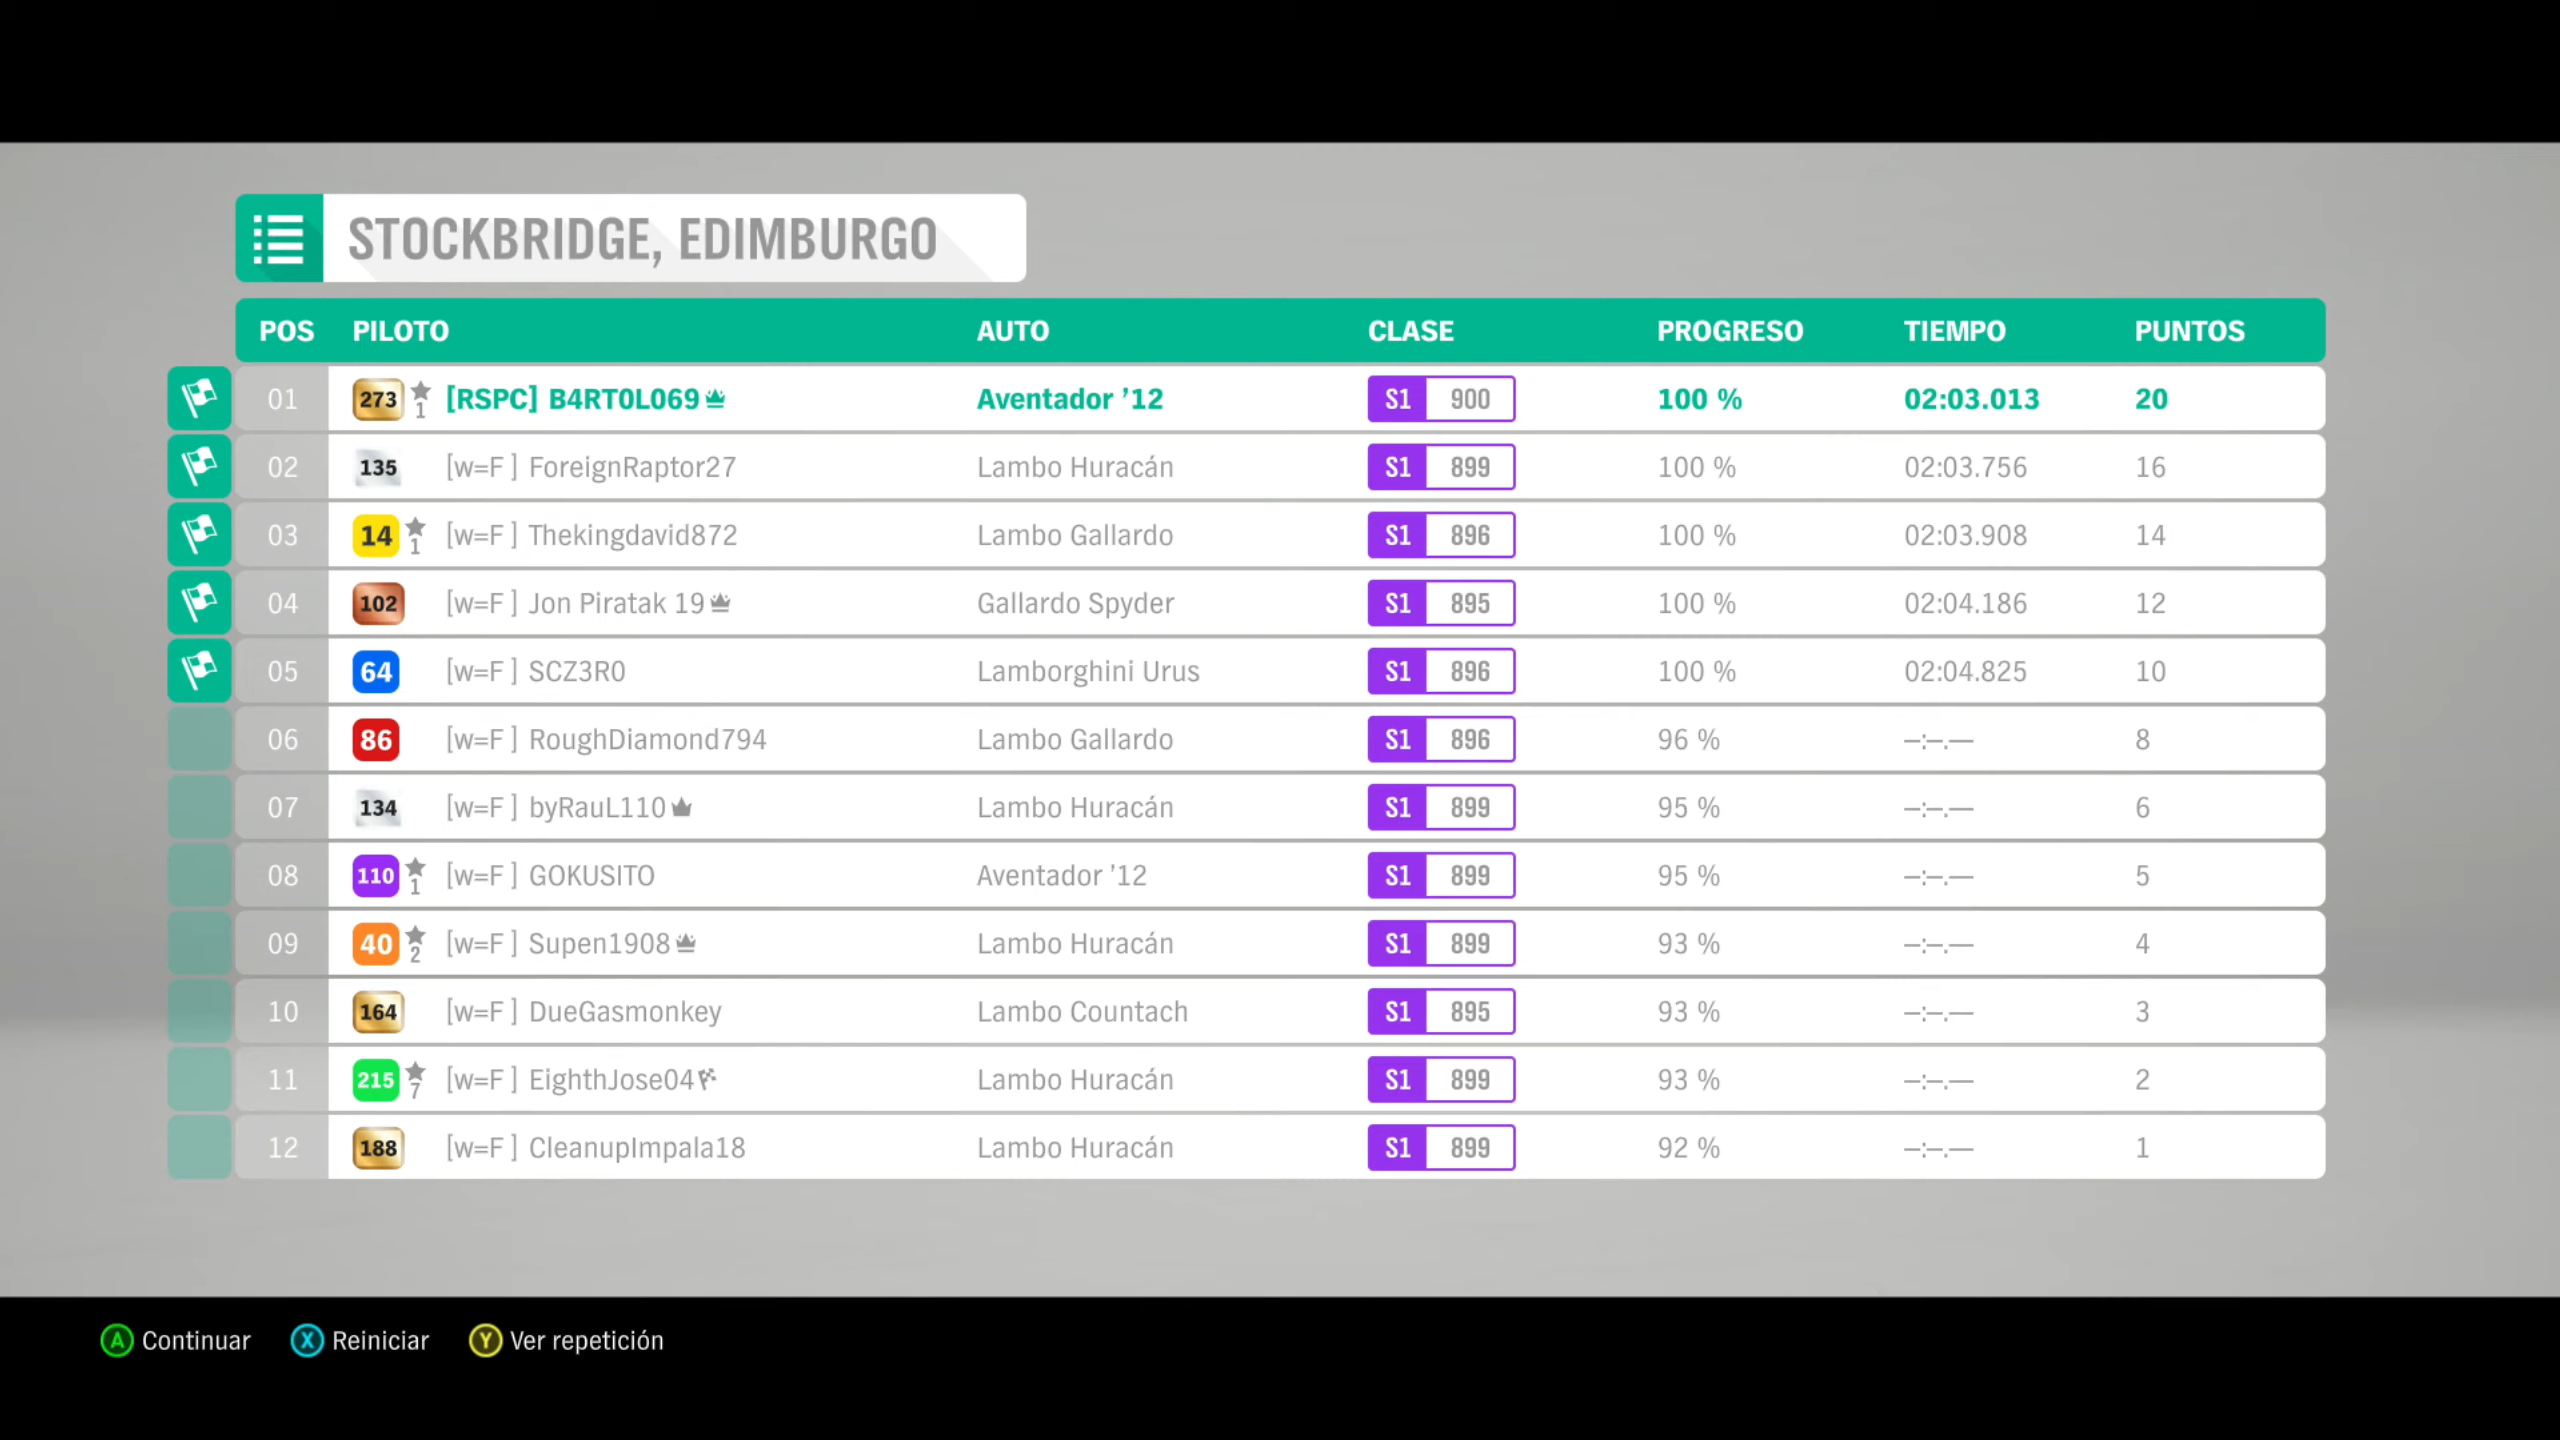 STOCKBRIDGE, EDIMBURGO
POS PILOTO AUTO CLASE PROGRESO TIEMPO PUNTOS
01 273 1 [RSPC] B4RT0L069 Aventador ’12 S1 900 100 % 02:03.013 20
02 135 [w=F ] ForeignRaptor27 Lambo Huracán S1 899 100 % 02:03.756 16
03 14 1 [w=F ] Thekingdavid872 Lambo Gallardo S1 896 100 % 02:03.908 14
04 102 [w=F ] Jon Piratak 19 Gallardo Spyder S1 895 100 % 02:04.186 12
05 64 [w=F ] SCZ3R0 Lamborghini Urus S1 896 100 % 02:04.825 10
06 86 [w=F ] RoughDiamond794 Lambo Gallardo S1 896 96 % –:–.–– 8
07 134 [w=F ] byRauL110 Lambo Huracán S1 899 95 % –:–.–– 6
08 110 1 [w=F ] GOKUSITO Aventador ’12 S1 899 95 % –:–.–– 5
09 40 2 [w=F ] Supen1908 Lambo Huracán S1 899 93 % –:–.–– 4
10 164 [w=F ] DueGasmonkey Lambo Countach S1 895 93 % –:–.–– 3
11 215 7 [w=F ] EighthJose04 Lambo Huracán S1 899 93 % –:–.–– 2
12 188 [w=F ] CleanupImpala18 Lambo Huracán S1 899 92 % –:–.–– 1
A Continuar X Reiniciar Y Ver repetición